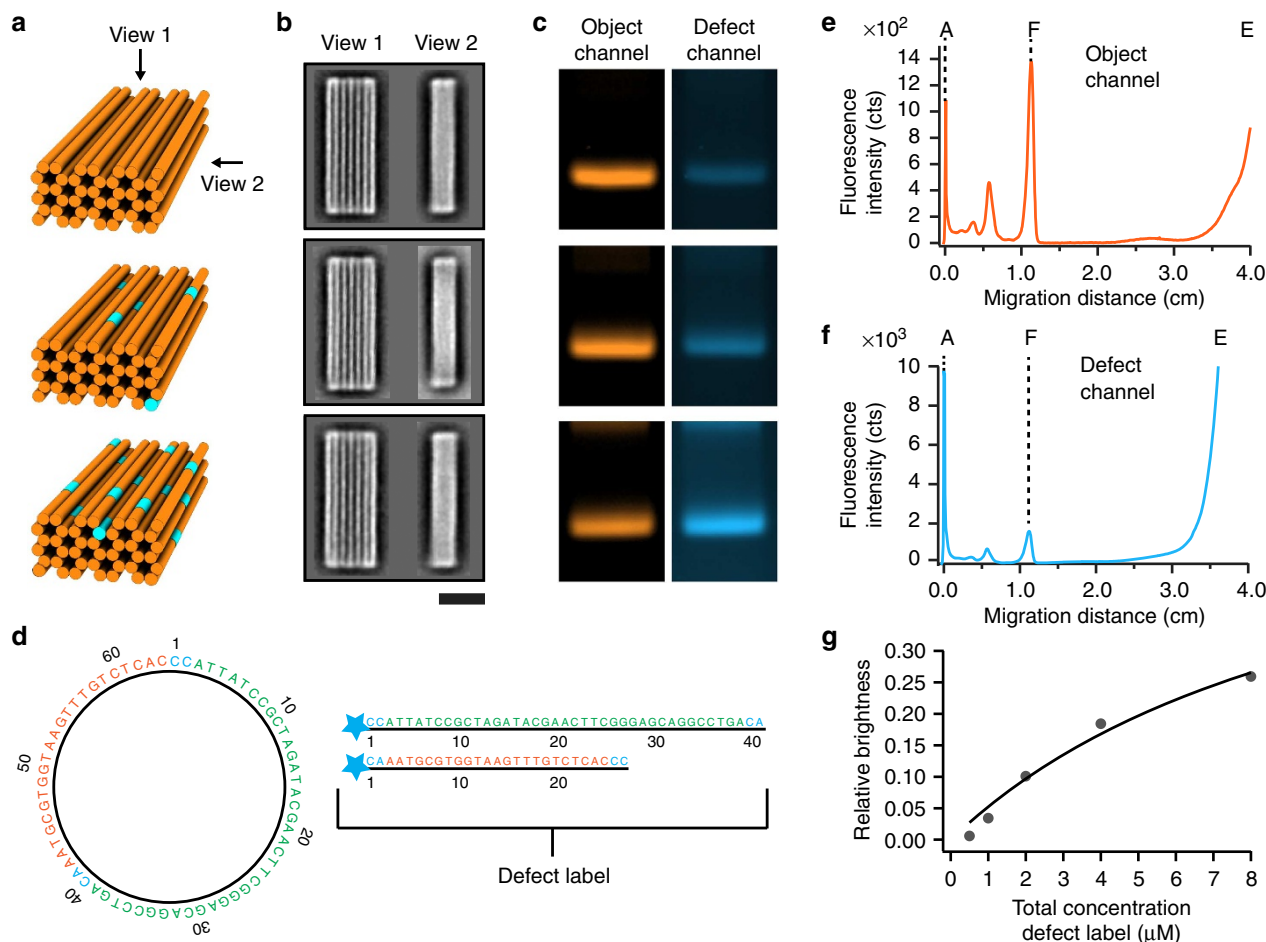 a
View 1
View 2
b
View 1 View 2
c
Object
channel
Defect
channel
d
1
10
20
30
40
50
60
CCATTATCCGCTAGATACGAACTTCGGGAGCAGGCCTGACAAATGCGTGGTAAGTTTGTCTCAC
CCATTATCCGCTAGATACGAACTTCGGGAGCAGGCCTGACA
1 10 20 30 40
CAAATGCGTGGTAAGTTTGTCTCACCC
1 10 20
Defect label
e
×10²
A F E
Object
channel
Fluorescence
intensity (cts)
14
12
10
8
6
4
2
0
0.0 1.0 2.0 3.0 4.0
Migration distance (cm)
f
×10³
A F E
Defect
channel
Fluorescence
intensity (cts)
10
8
6
4
2
0
0.0 1.0 2.0 3.0 4.0
Migration distance (cm)
g
Relative brightness
0.30
0.25
0.20
0.15
0.10
0.05
0.00
0 1 2 3 4 5 6 7 8
Total concentration
defect label (μM)